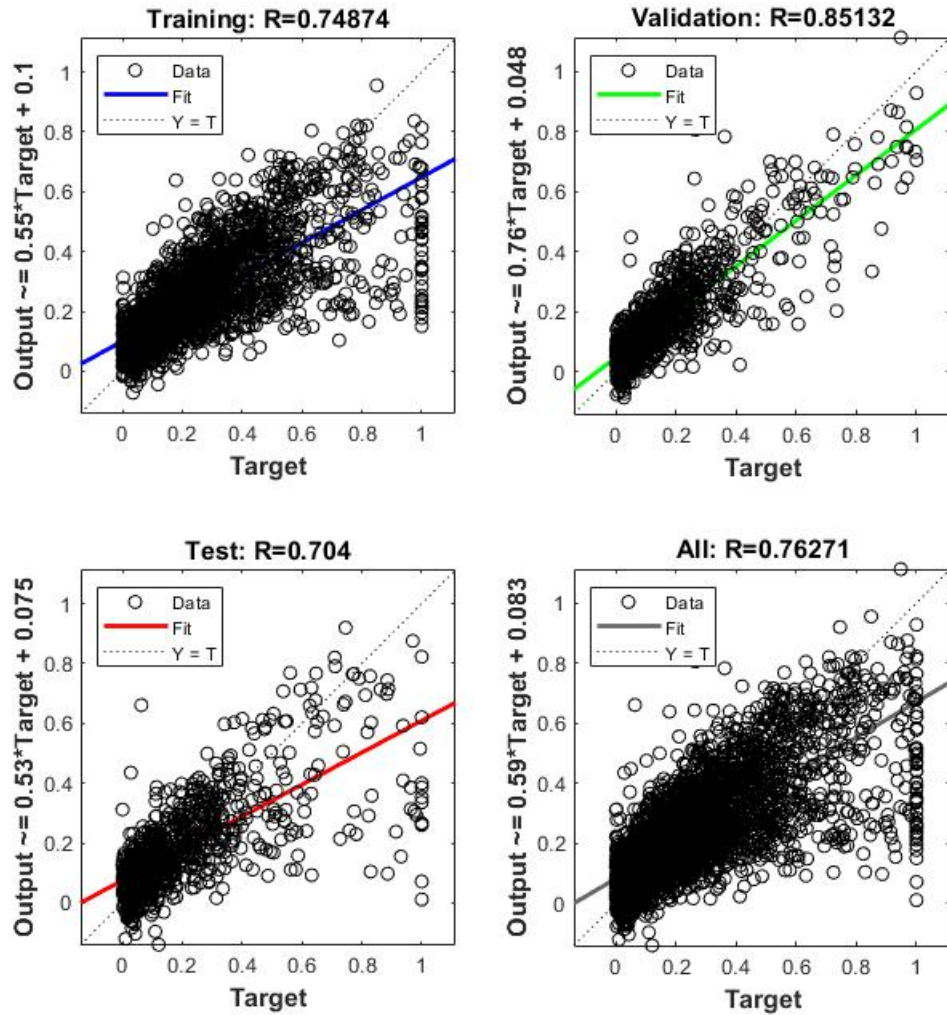 Training: R=0.74874
Output ~= 0.55*Target + 0.1
Data
Fit
Y = T
1
0.8
0.6
0.4
0.2
0
0 0.2 0.4 0.6 0.8 1
Target
Validation: R=0.85132
Output ~= 0.76*Target + 0.048
Data
Fit
Y = T
1
0.8
0.6
0.4
0.2
0
0 0.2 0.4 0.6 0.8 1
Target
Test: R=0.704
Output ~= 0.53*Target + 0.075
Data
Fit
Y = T
1
0.8
0.6
0.4
0.2
0
0 0.2 0.4 0.6 0.8 1
Target
All: R=0.76271
Output ~= 0.59*Target + 0.083
Data
Fit
Y = T
1
0.8
0.6
0.4
0.2
0
0 0.2 0.4 0.6 0.8 1
Target